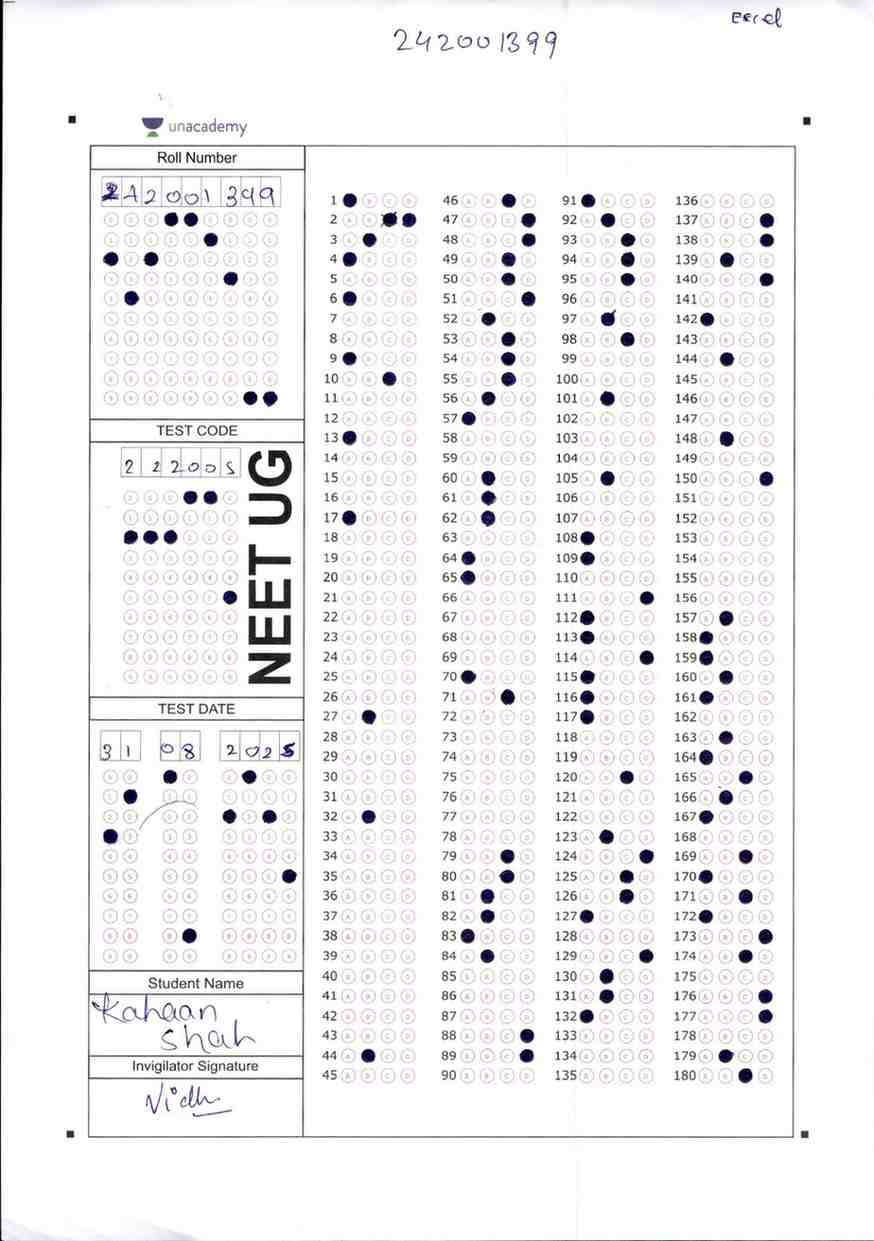 Excel
242001399
unacademy
Roll Number
242001399
TEST CODE
222005
NEET UG
TEST DATE
31 08 2025
Student Name
Kahaan
Shah
Invigilator Signature
Vidhi
1 A B C D 46 A B C D 91 A B C D 136 A B C D
2 47 92 137
3 48 93 138
4 49 94 139
5 50 95 140
6 51 96 141
7 52 97 142
8 53 98 143
9 54 99 144
10 55 100 145
11 56 101 146
12 57 102 147
13 58 103 148
14 59 104 149
15 60 105 150
16 61 106 151
17 62 107 152
18 63 108 153
19 64 109 154
20 65 110 155
21 66 111 156
22 67 112 157
23 68 113 158
24 69 114 159
25 70 115 160
26 71 116 161
27 72 117 162
28 73 118 163
29 74 119 164
30 75 120 165
31 76 121 166
32 77 122 167
33 78 123 168
34 79 124 169
35 80 125 170
36 81 126 171
37 82 127 172
38 83 128 173
39 84 129 174
40 85 130 175
41 86 131 176
42 87 132 177
43 88 133 178
44 89 134 179
45 90 135 180